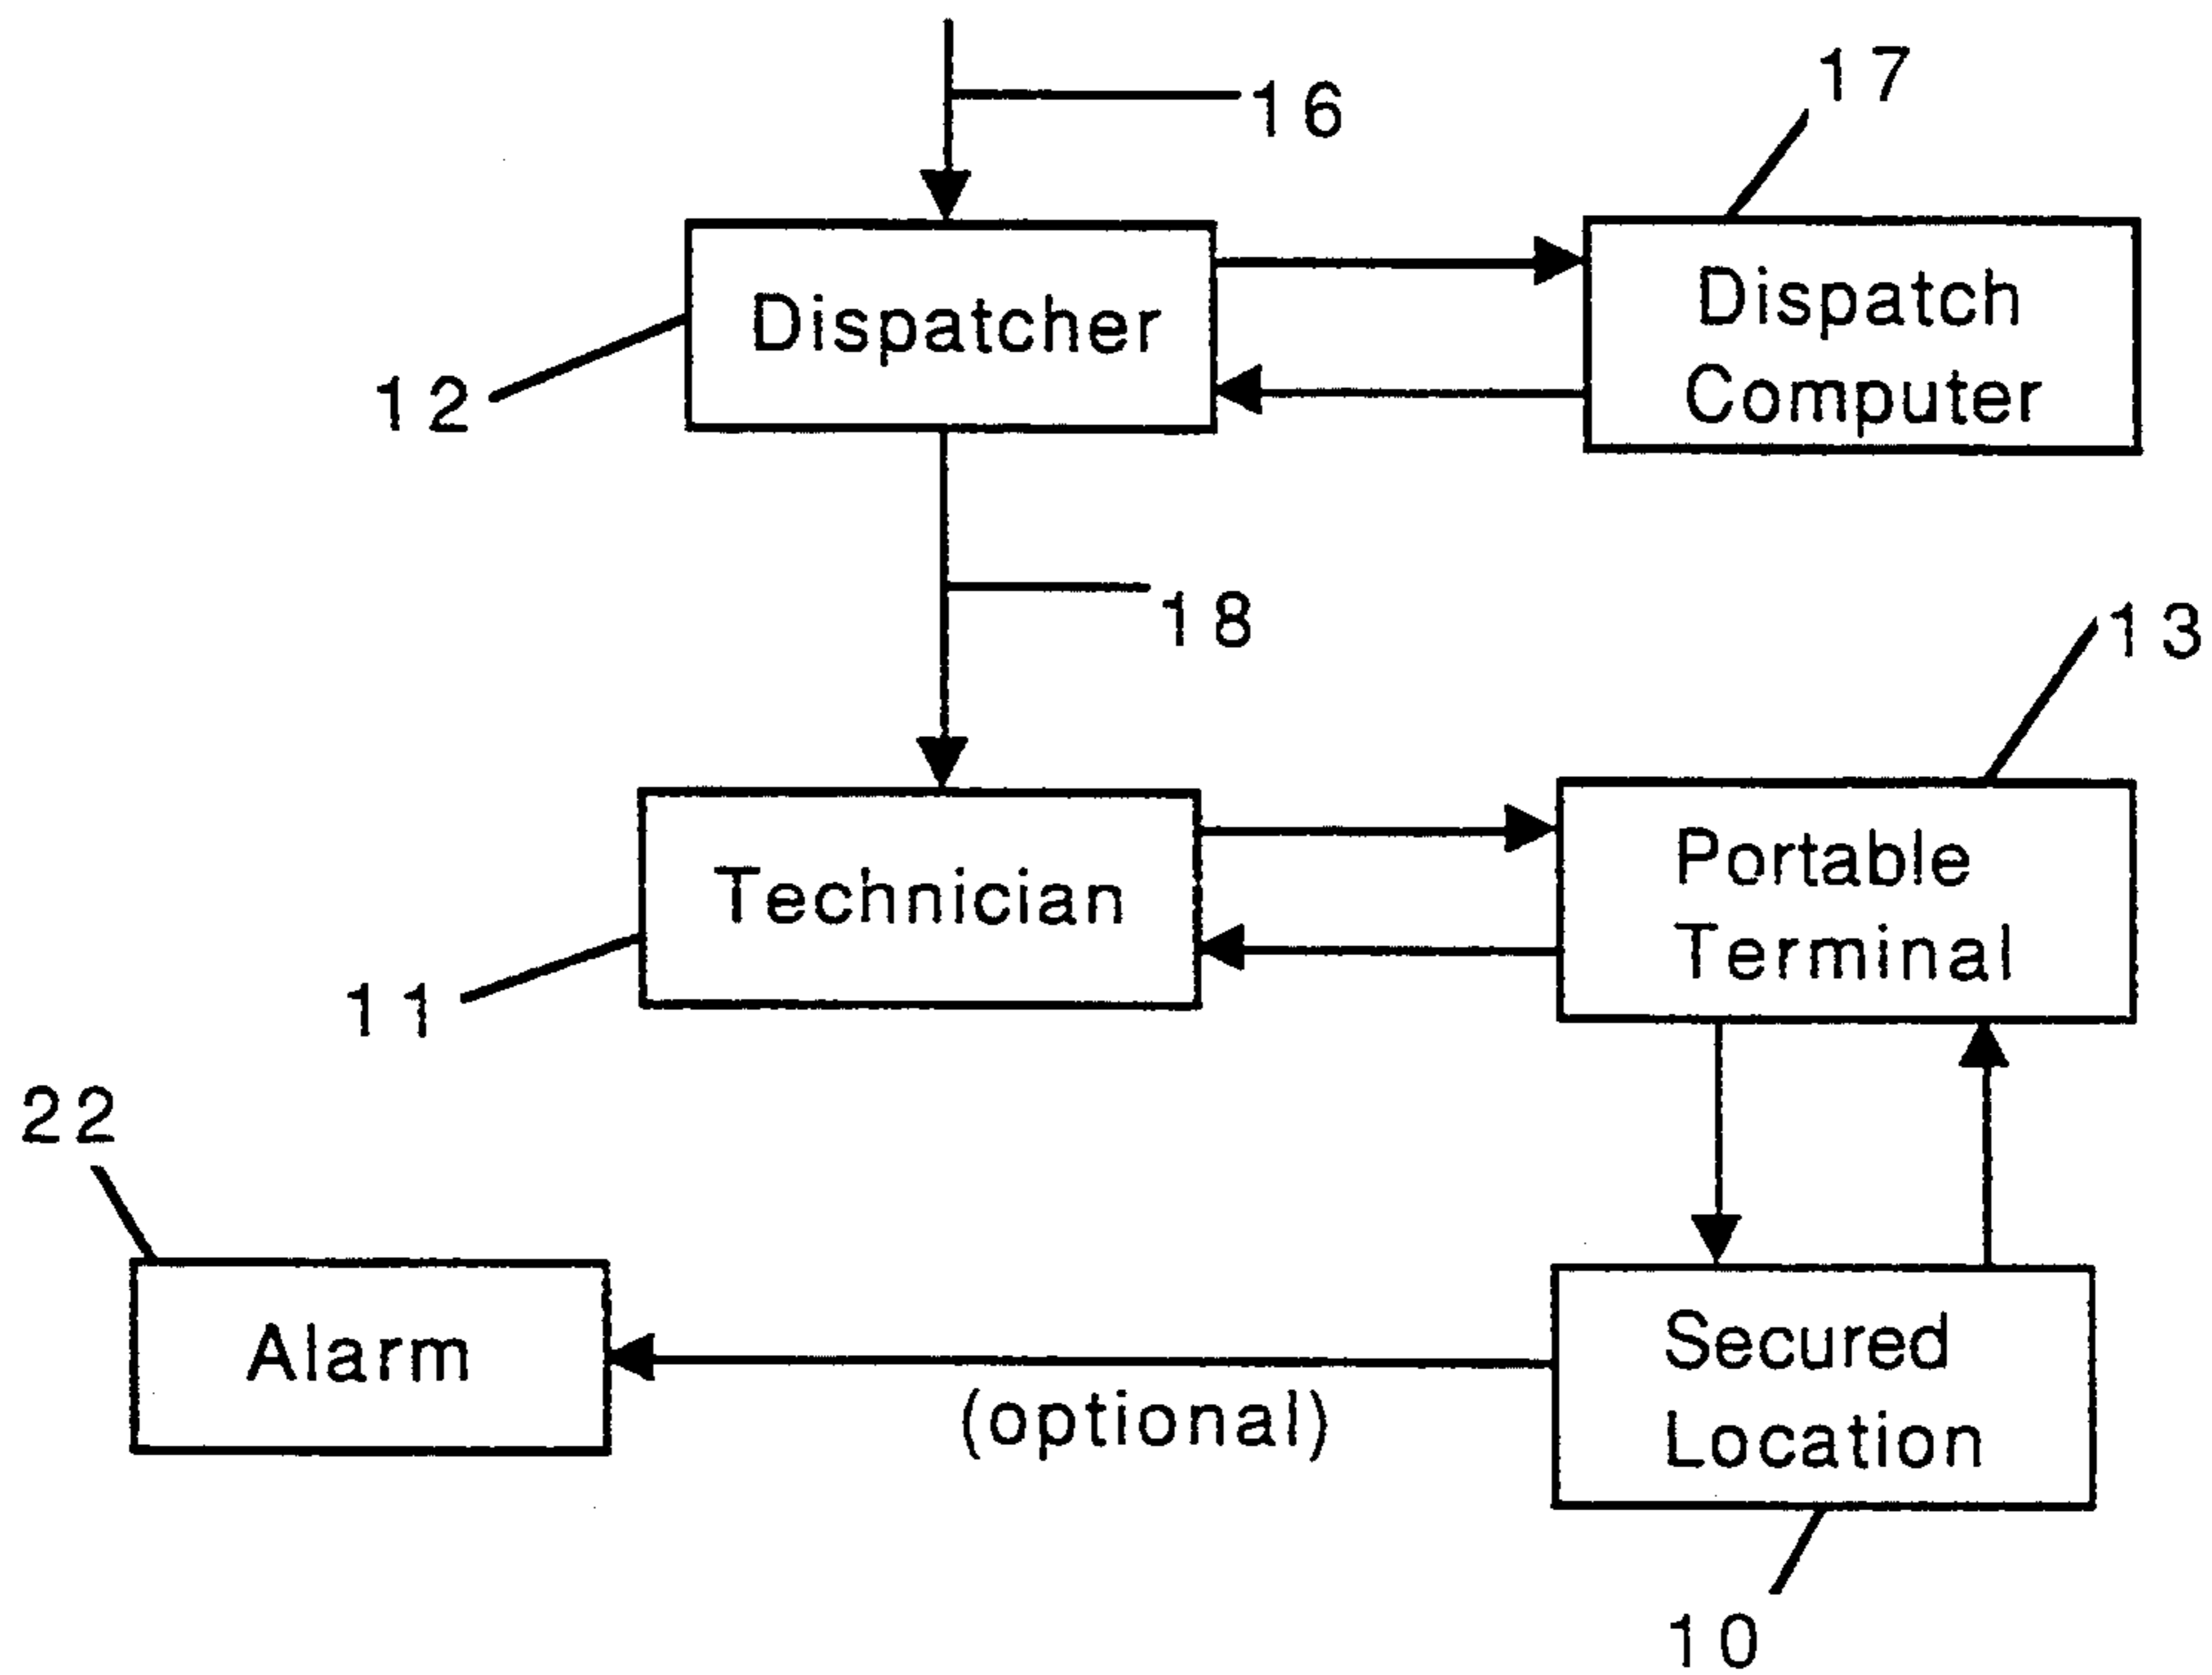 16
17
Dispatcher
Dispatch
Computer
12
18
13
Technician
Portable
Terminal
11
22
Alarm
(optional)
Secured
Location
10